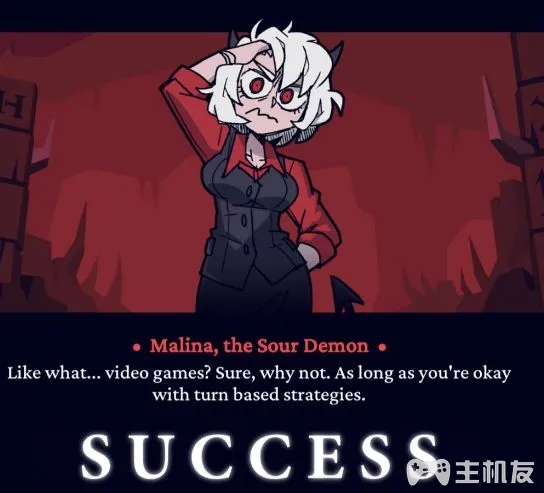 H
• Malina, the Sour Demon •
Like what... video games? Sure, why not. As long as you're okay
with turn based strategies.
SUCCESS
主机友